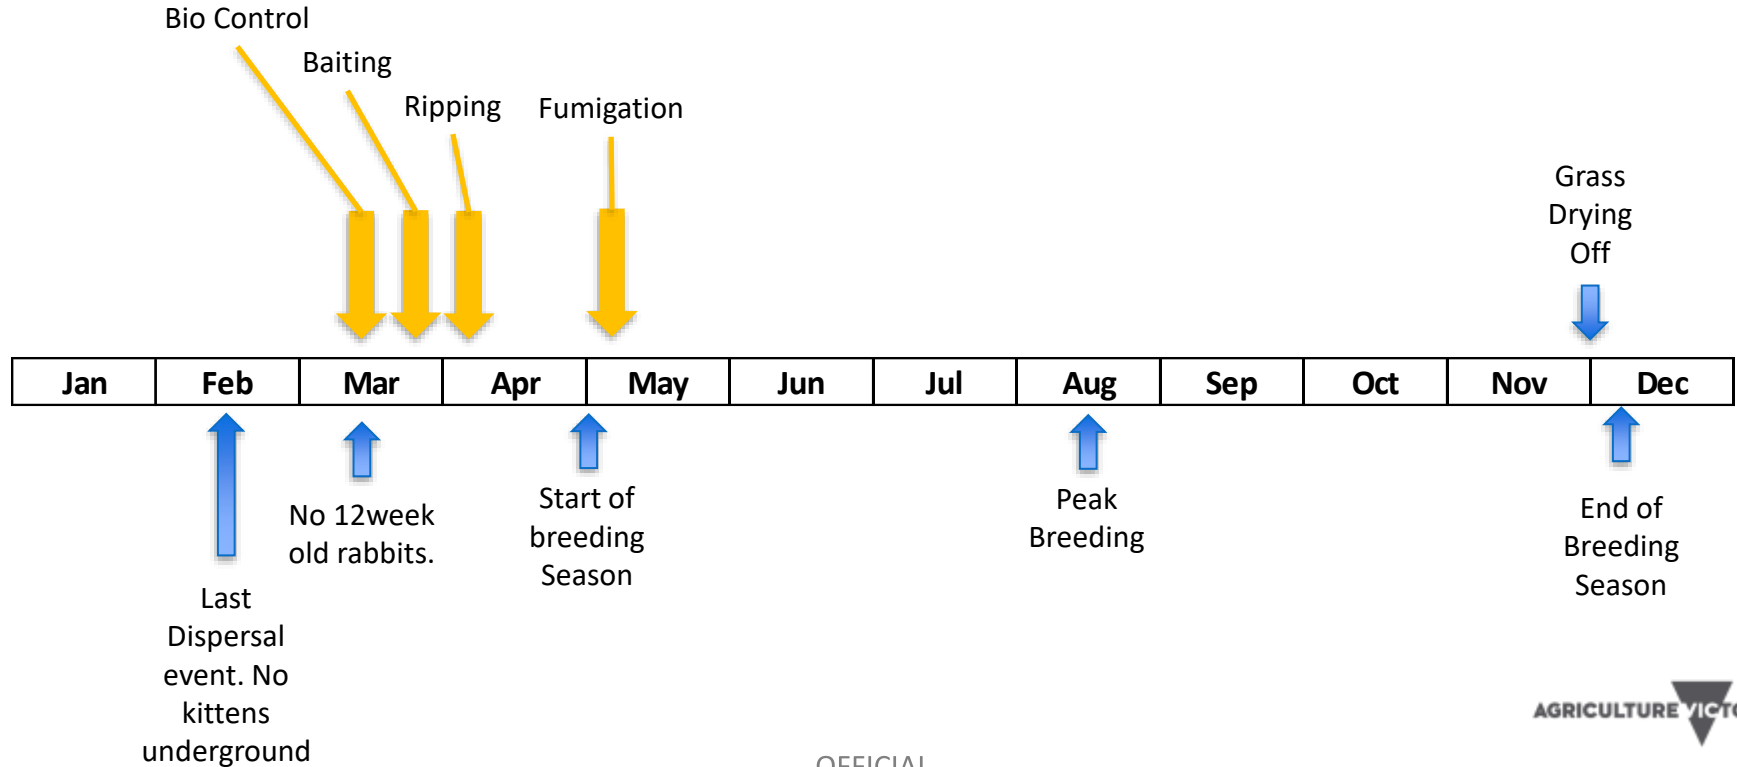 Bio Control
Baiting
Ripping
Fumigation
Grass
Drying
Off
Jan Feb Mar Apr May Jun Jul Aug Sep Oct Nov Dec
No 12week
old rabbits.
Start of
breeding
Season
Peak
Breeding
End of
Breeding
Season
Last
Dispersal
event. No
kittens
underground
AGRICULTURE VICTO
OFFICIAL